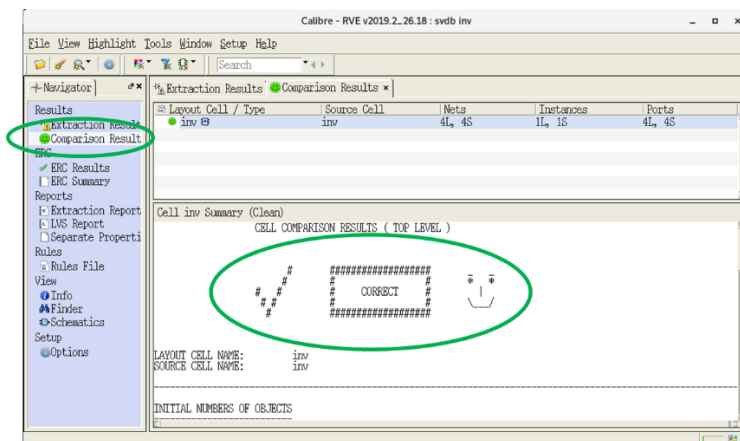 Calibre - RVE v2019.2_26.18 : svdb inv
File View Highlight Tools Window Setup Help
Search
Navigator
Extraction Results Comparison Results
Results
Extraction Result
Comparison Result
ERC
ERC Results
ERC Summary
Reports
Extraction Report
LVS Report
Separate Properti
Rules
Rules File
View
Info
Finder
Schematics
Setup
Options
Layout Cell / Type Source Cell Nets Instances Ports
inv inv 4L, 4S 1L, 1S 4L, 4S
Cell inv Summary (Clean)
CELL COMPARISON RESULTS ( TOP LEVEL )
CORRECT
LAYOUT CELL NAME: inv
SOURCE CELL NAME: inv
INITIAL NUMBERS OF OBJECTS